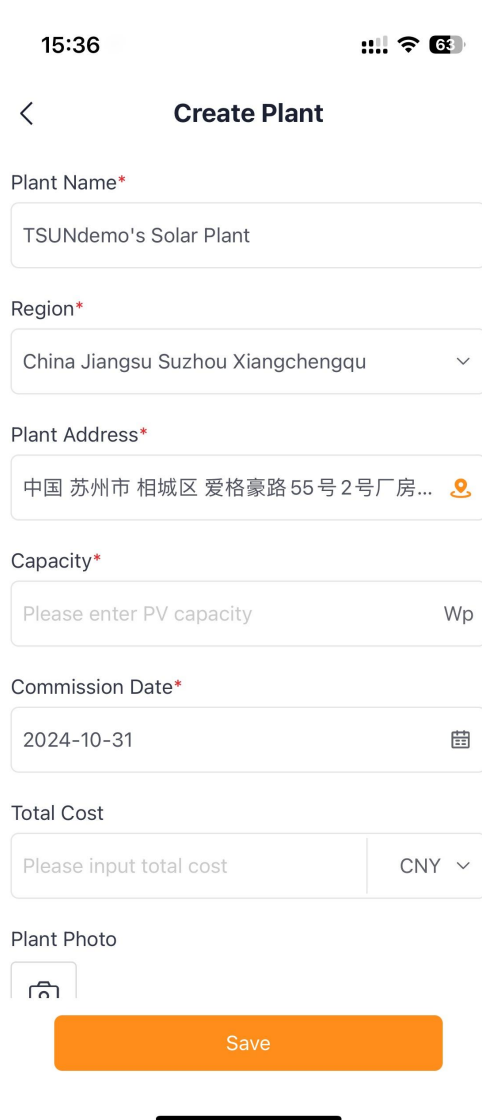 15:36
63
Create Plant
Plant Name*
TSUNdemo's Solar Plant
Region*
China Jiangsu Suzhou Xiangchengqu
Plant Address*
中国 苏州市 相城区 爱格豪路55号2号厂房...
Capacity*
Please enter PV capacity
Wp
Commission Date*
2024-10-31
Total Cost
Please input total cost
CNY
Plant Photo
Save